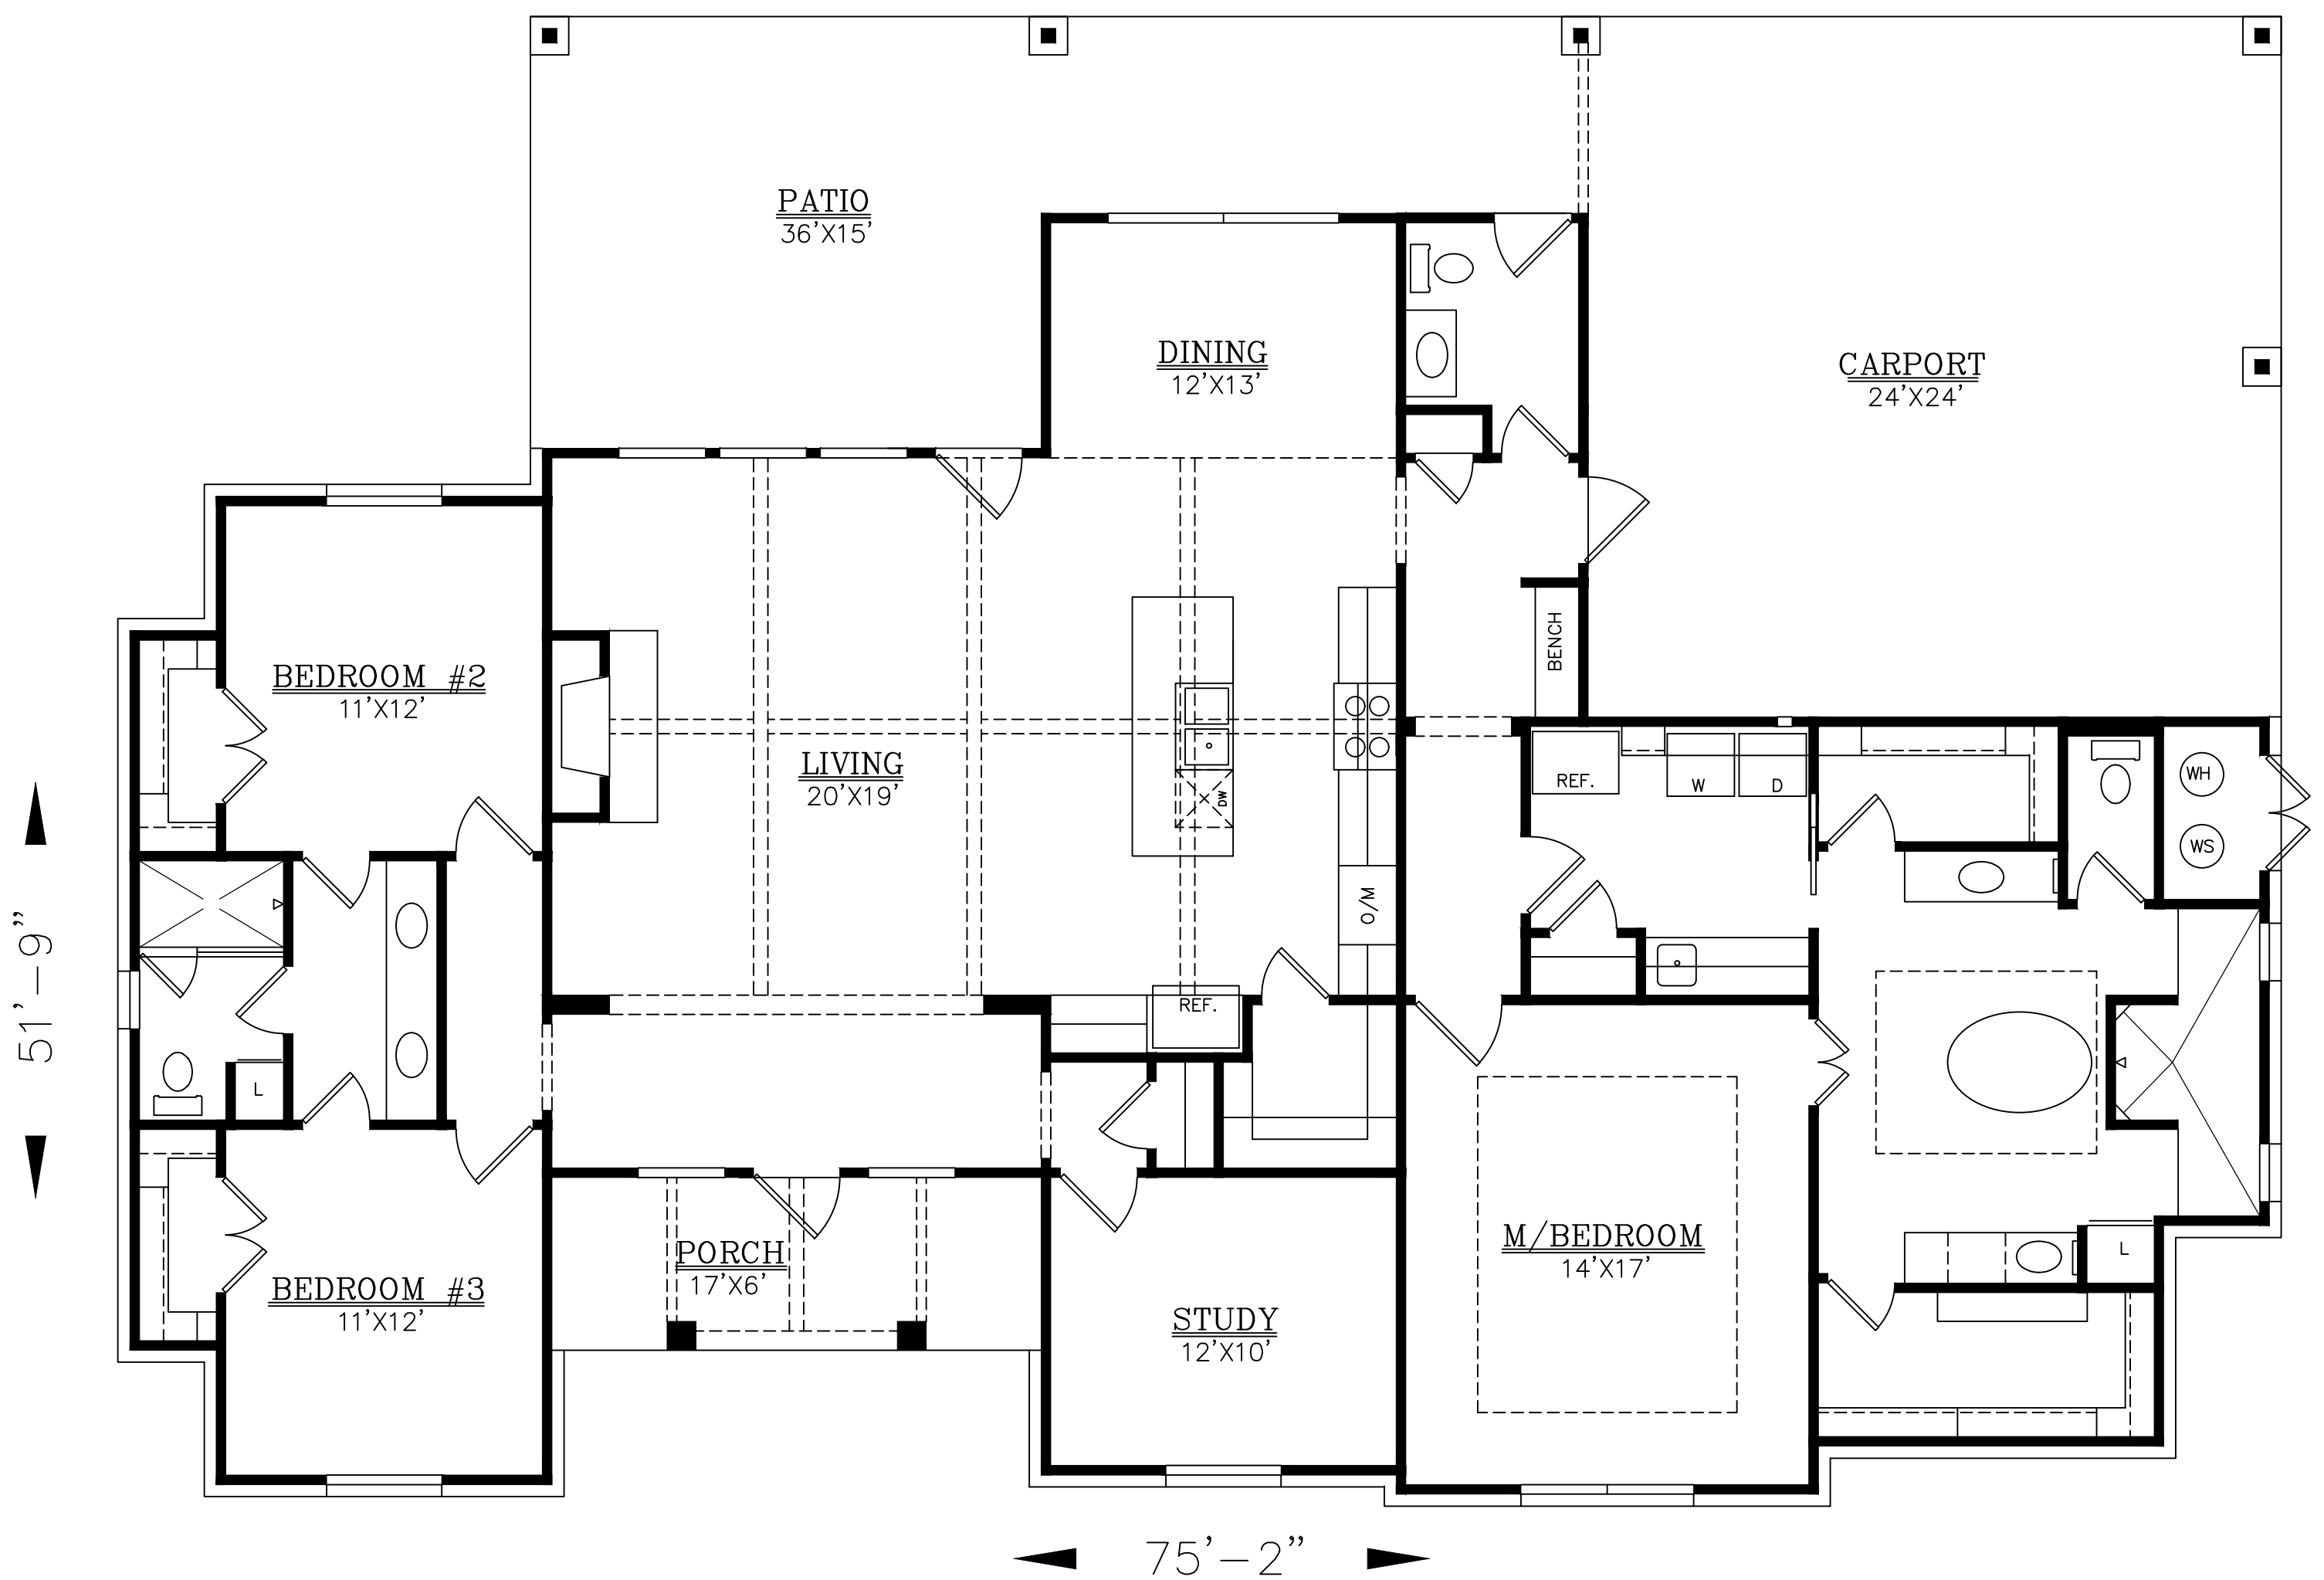 PATIO
36'X15'
DINING
12'X13'
CARPORT
24'X24'
BENCH
BEDROOM #2
11'X12'
LIVING
20'X19'
DW
O/M
REF.
W
D
WH
WS
REF.
L
51'-9"
PORCH
17'X6'
BEDROOM #3
11'X12'
STUDY
12'X10'
M/BEDROOM
14'X17'
L
75'-2"